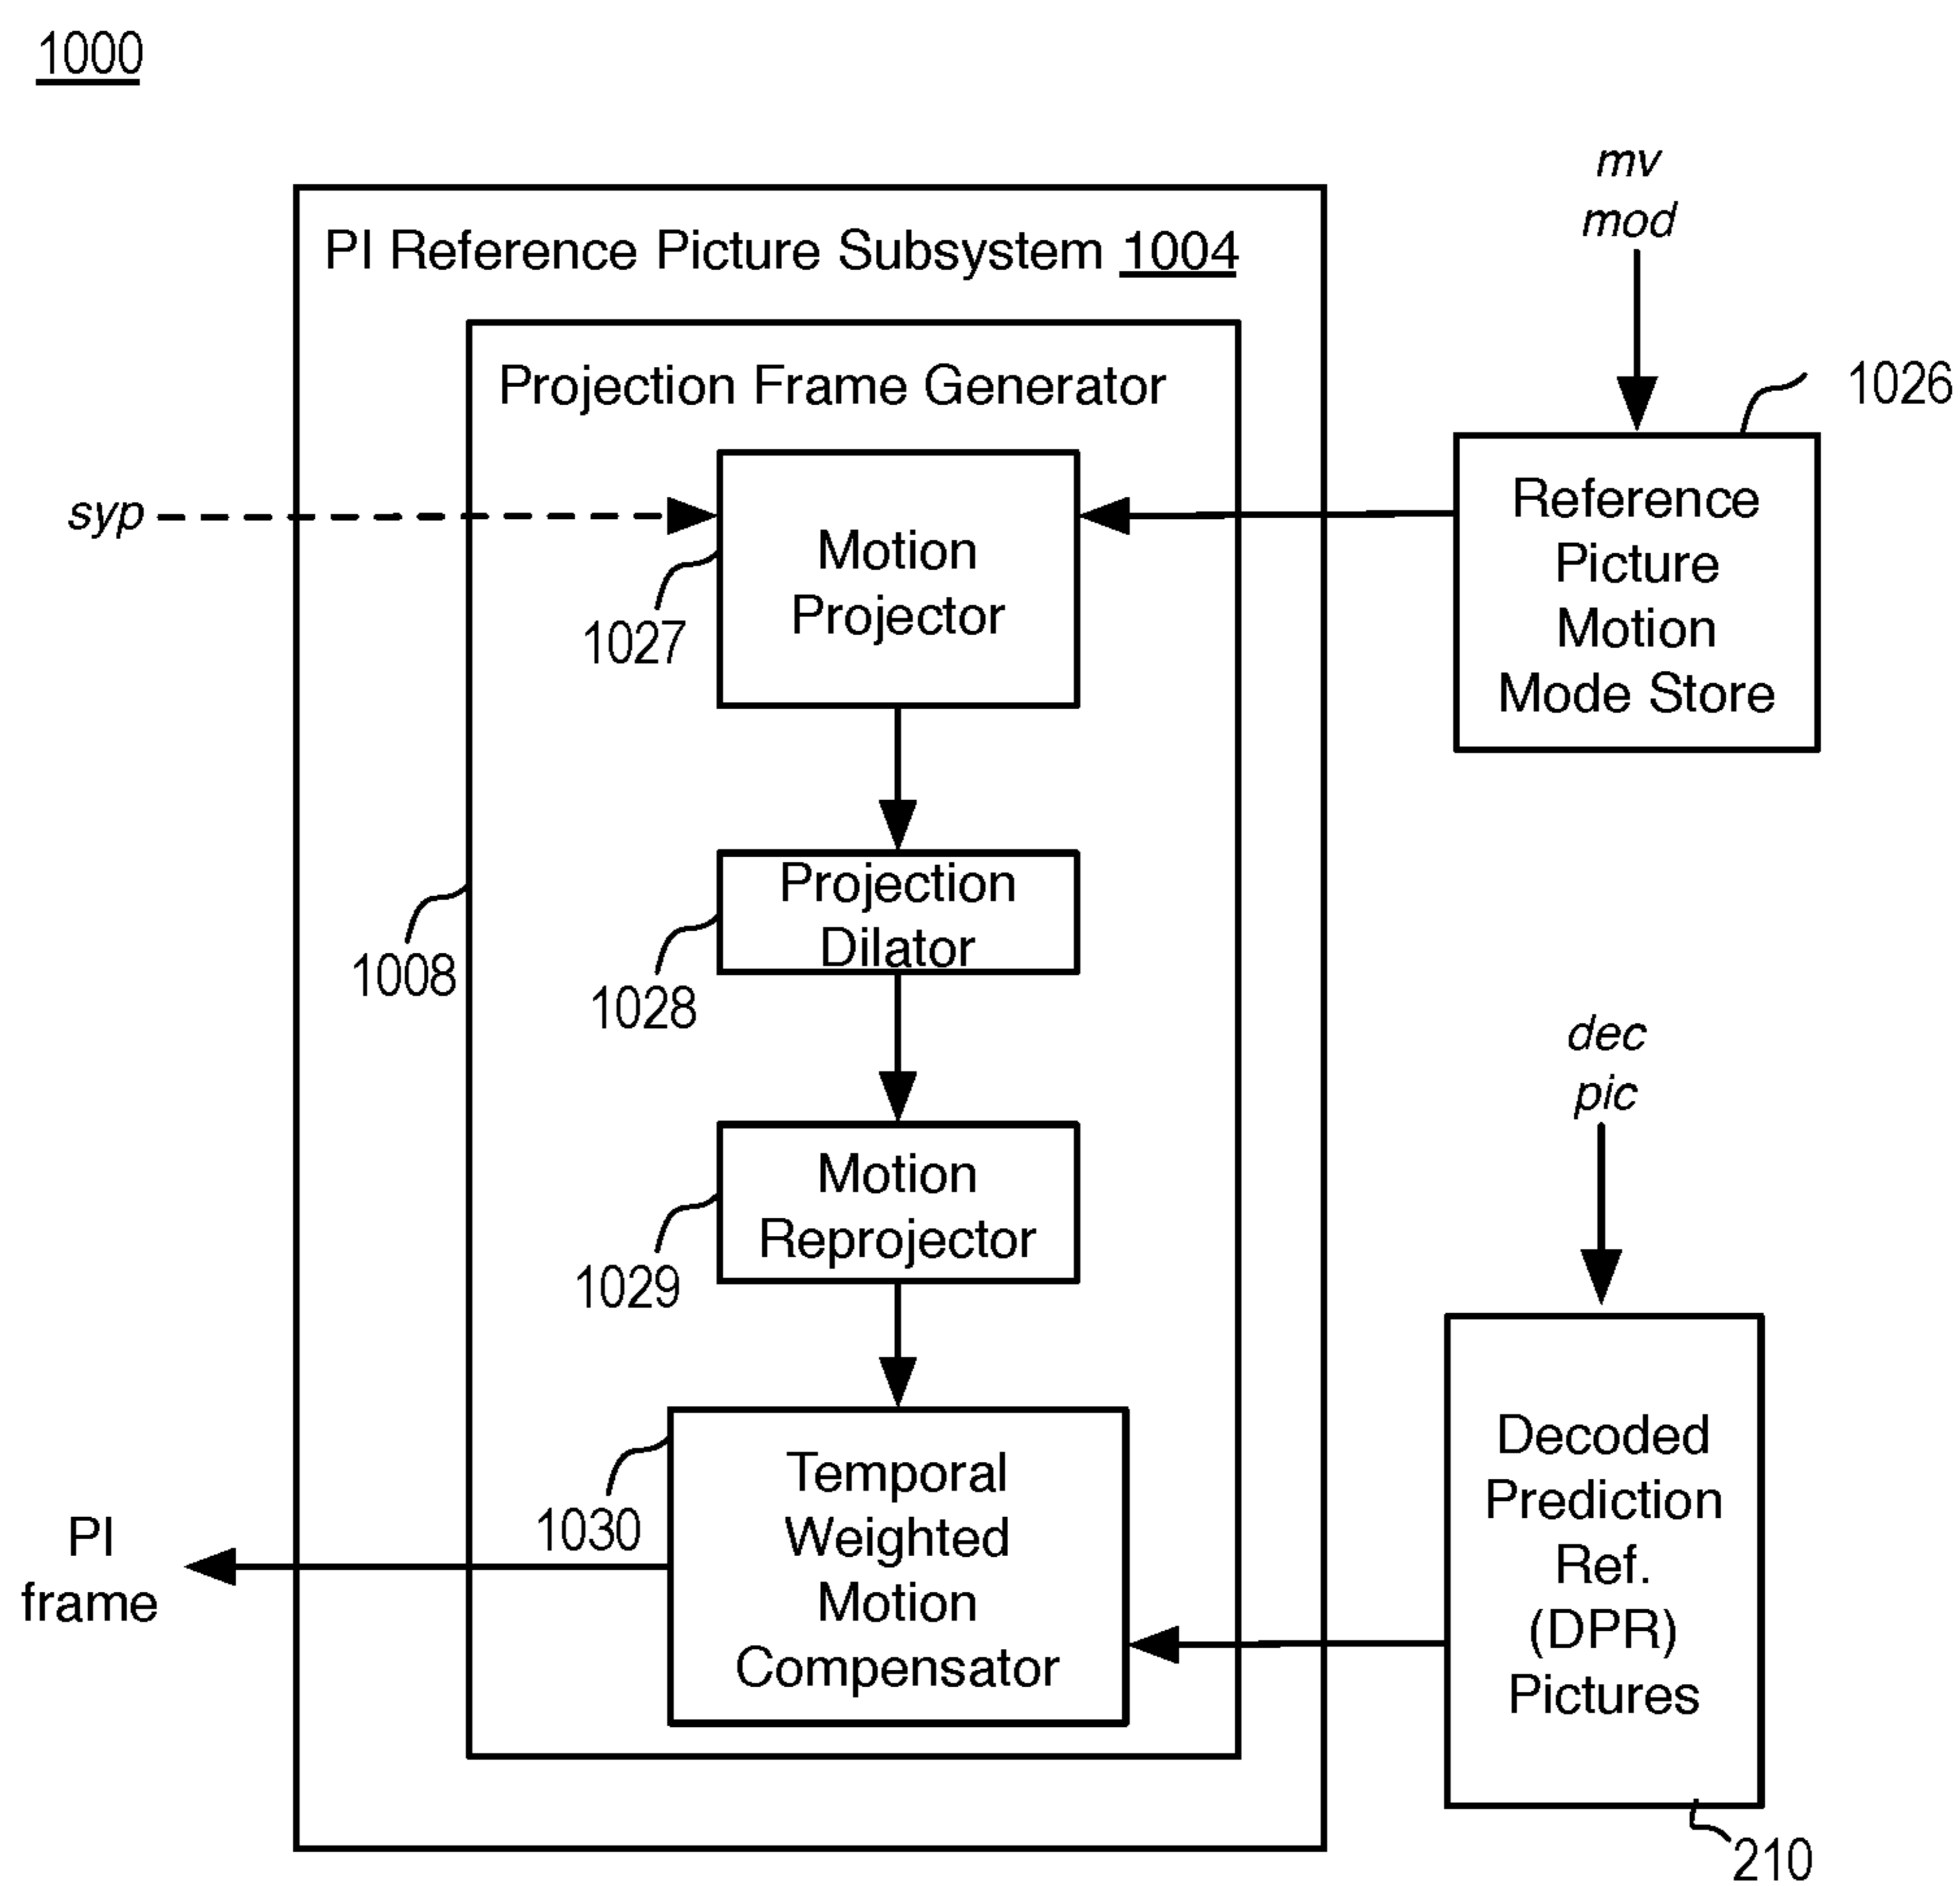 1000
mv
mod
PI Reference Picture Subsystem 1004
Projection Frame Generator
1026
syp
Motion
Projector
1027
Reference
Picture
Motion
Mode Store
Projection
Dilator
1008
1028
dec
pic
Motion
Reprojector
1029
Temporal
Weighted
Motion
Compensator
1030
PI
frame
Decoded
Prediction
Ref.
(DPR)
Pictures
210